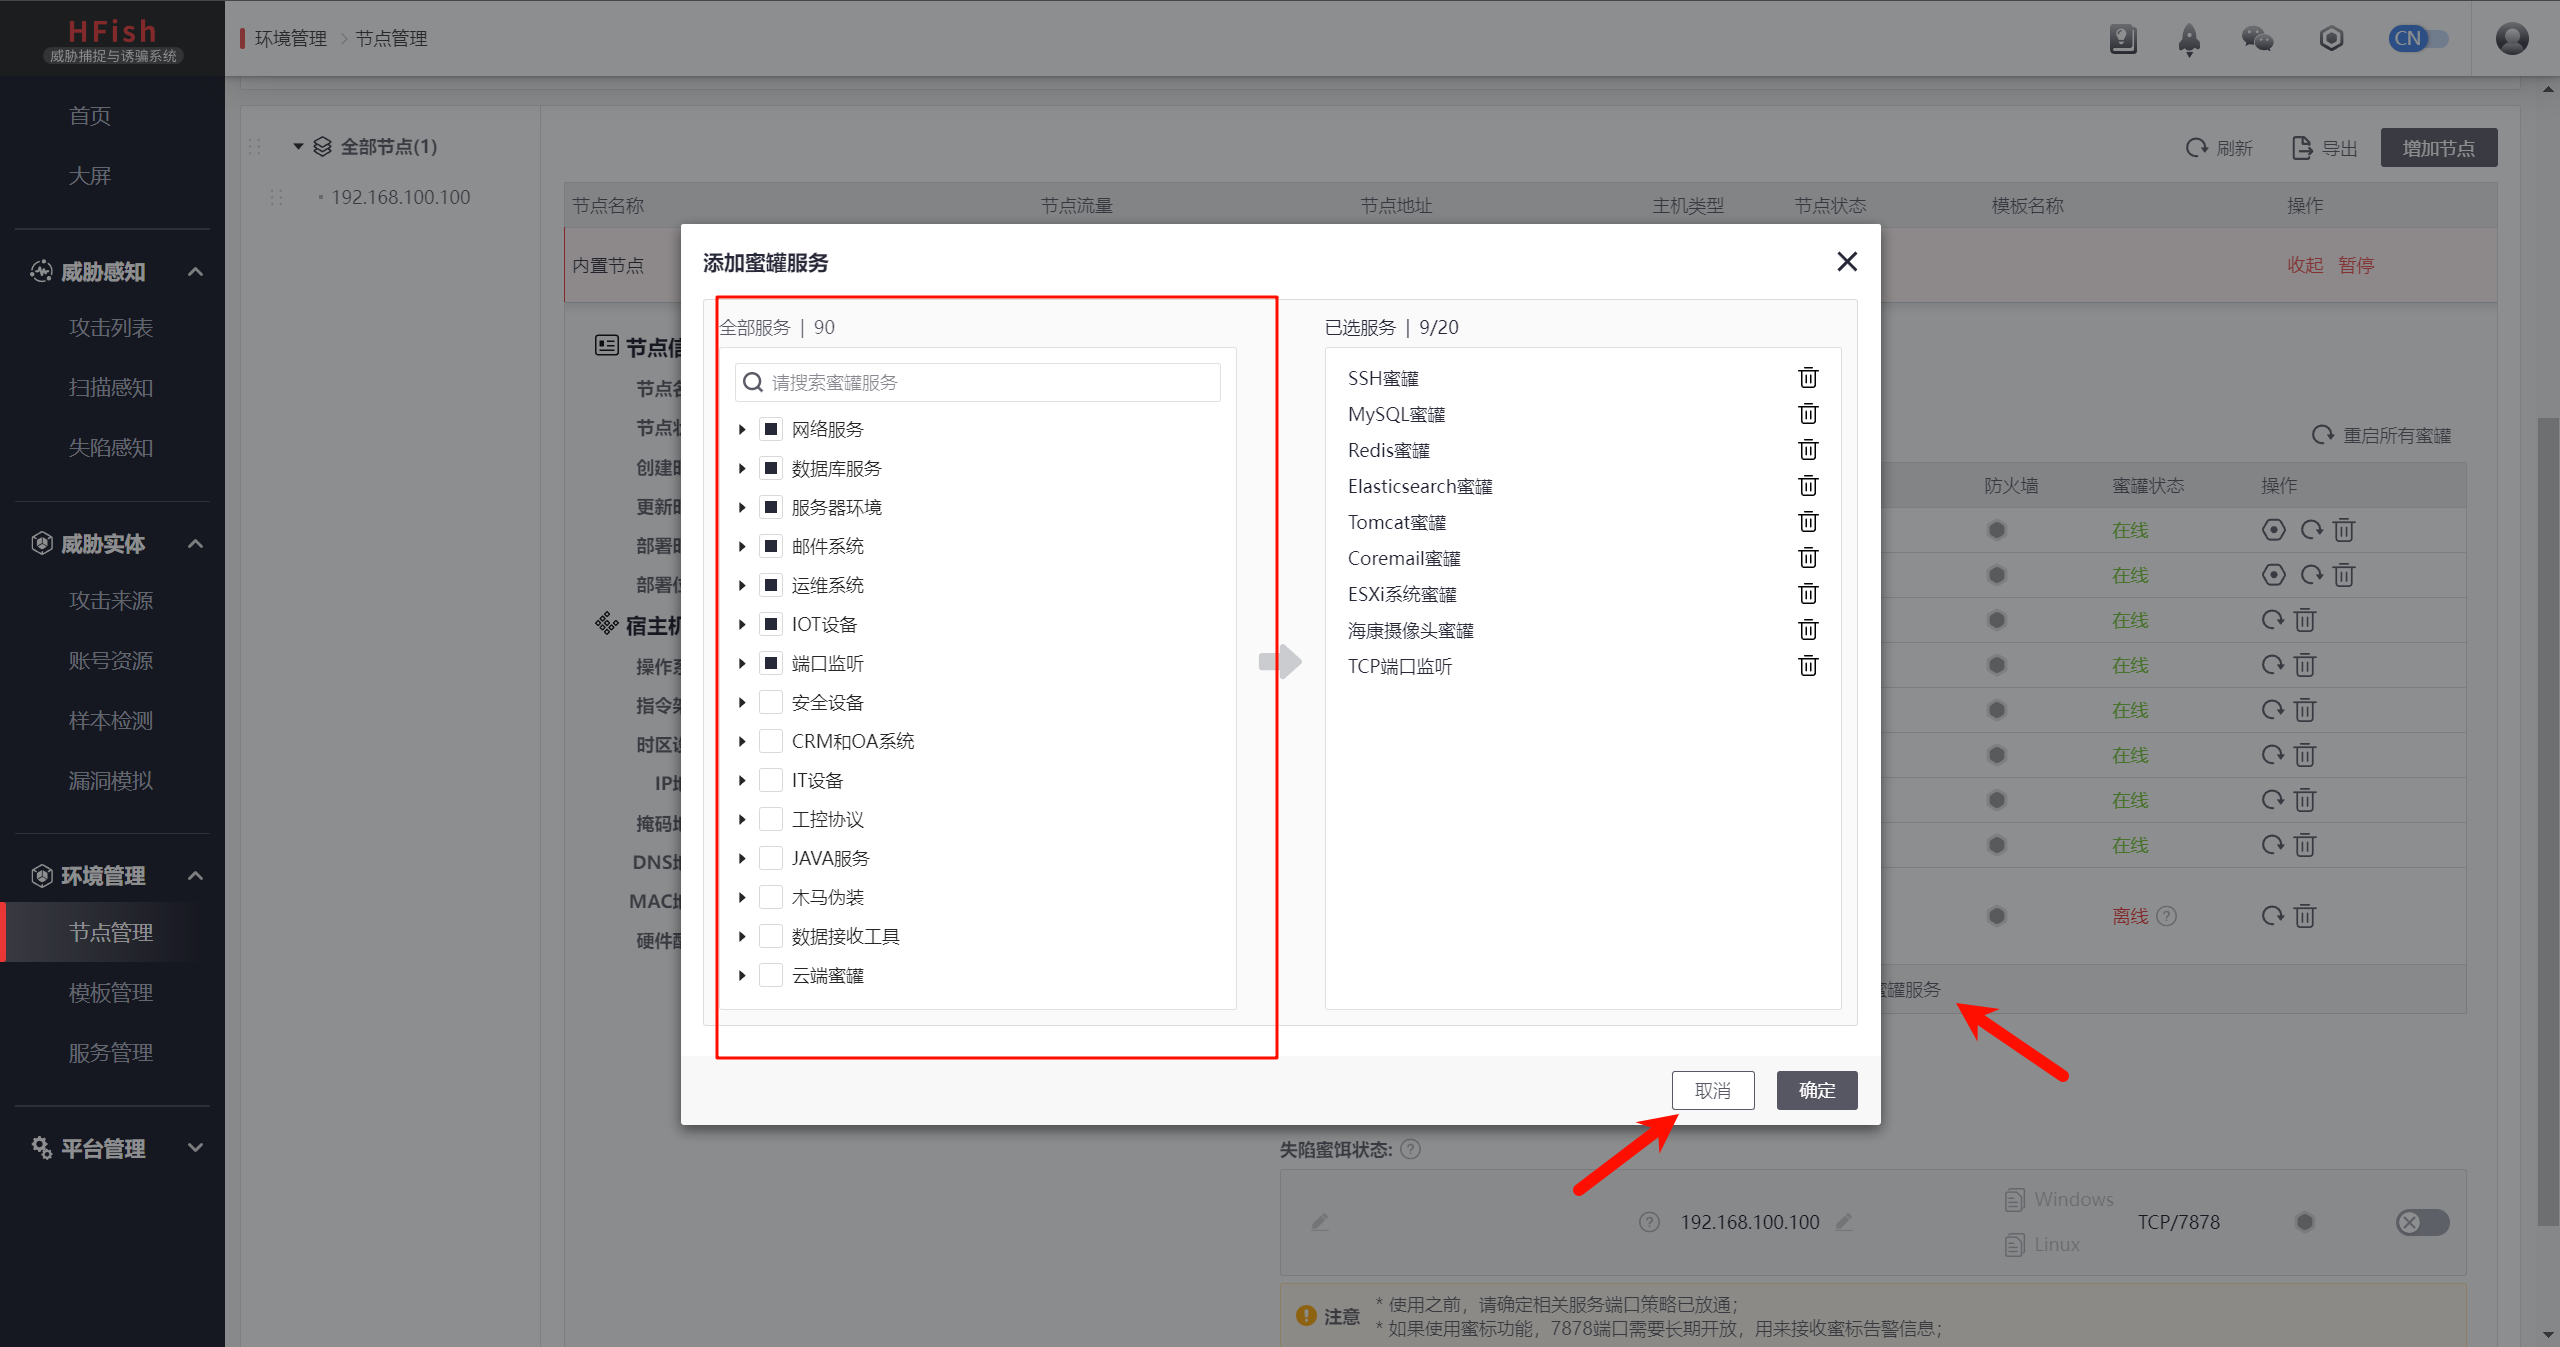 HFish
威胁捕捉与诱骗系统
环境管理 > 节点管理
CN
首页
大屏
威胁感知
攻击列表
扫描感知
失陷感知
威胁实体
攻击来源
账号资源
样本检测
漏洞模拟
环境管理
节点管理
模板管理
服务管理
平台管理
全部节点(1)
192.168.100.100
刷新
导出
增加节点
节点名称 节点流量 节点地址 主机类型 节点状态 模板名称 操作
内置节点
收起 暂停
节点信
节点名
节点状
创建时
更新时
部署时
部署位
宿主机
操作系
指令架
时区设
IP地
掩码地
DNS地
MAC地
硬件配
添加蜜罐服务
全部服务 | 90
请搜索蜜罐服务
网络服务
数据库服务
服务器环境
邮件系统
运维系统
IOT设备
端口监听
安全设备
CRM和OA系统
IT设备
工控协议
JAVA服务
木马伪装
数据接收工具
云端蜜罐
已选服务 | 9/20
SSH蜜罐
MySQL蜜罐
Redis蜜罐
Elasticsearch蜜罐
Tomcat蜜罐
Coremail蜜罐
ESXi系统蜜罐
海康摄像头蜜罐
TCP端口监听
取消
确定
重启所有蜜罐
防火墙 蜜罐状态 操作
在线
在线
在线
在线
在线
在线
在线
在线
离线
蜜罐服务
失陷蜜饵状态:
192.168.100.100
Windows
Linux
TCP/7878
注意
* 使用之前，请确定相关服务端口策略已放通；
* 如果使用蜜标功能，7878端口需要长期开放，用来接收蜜标告警信息；